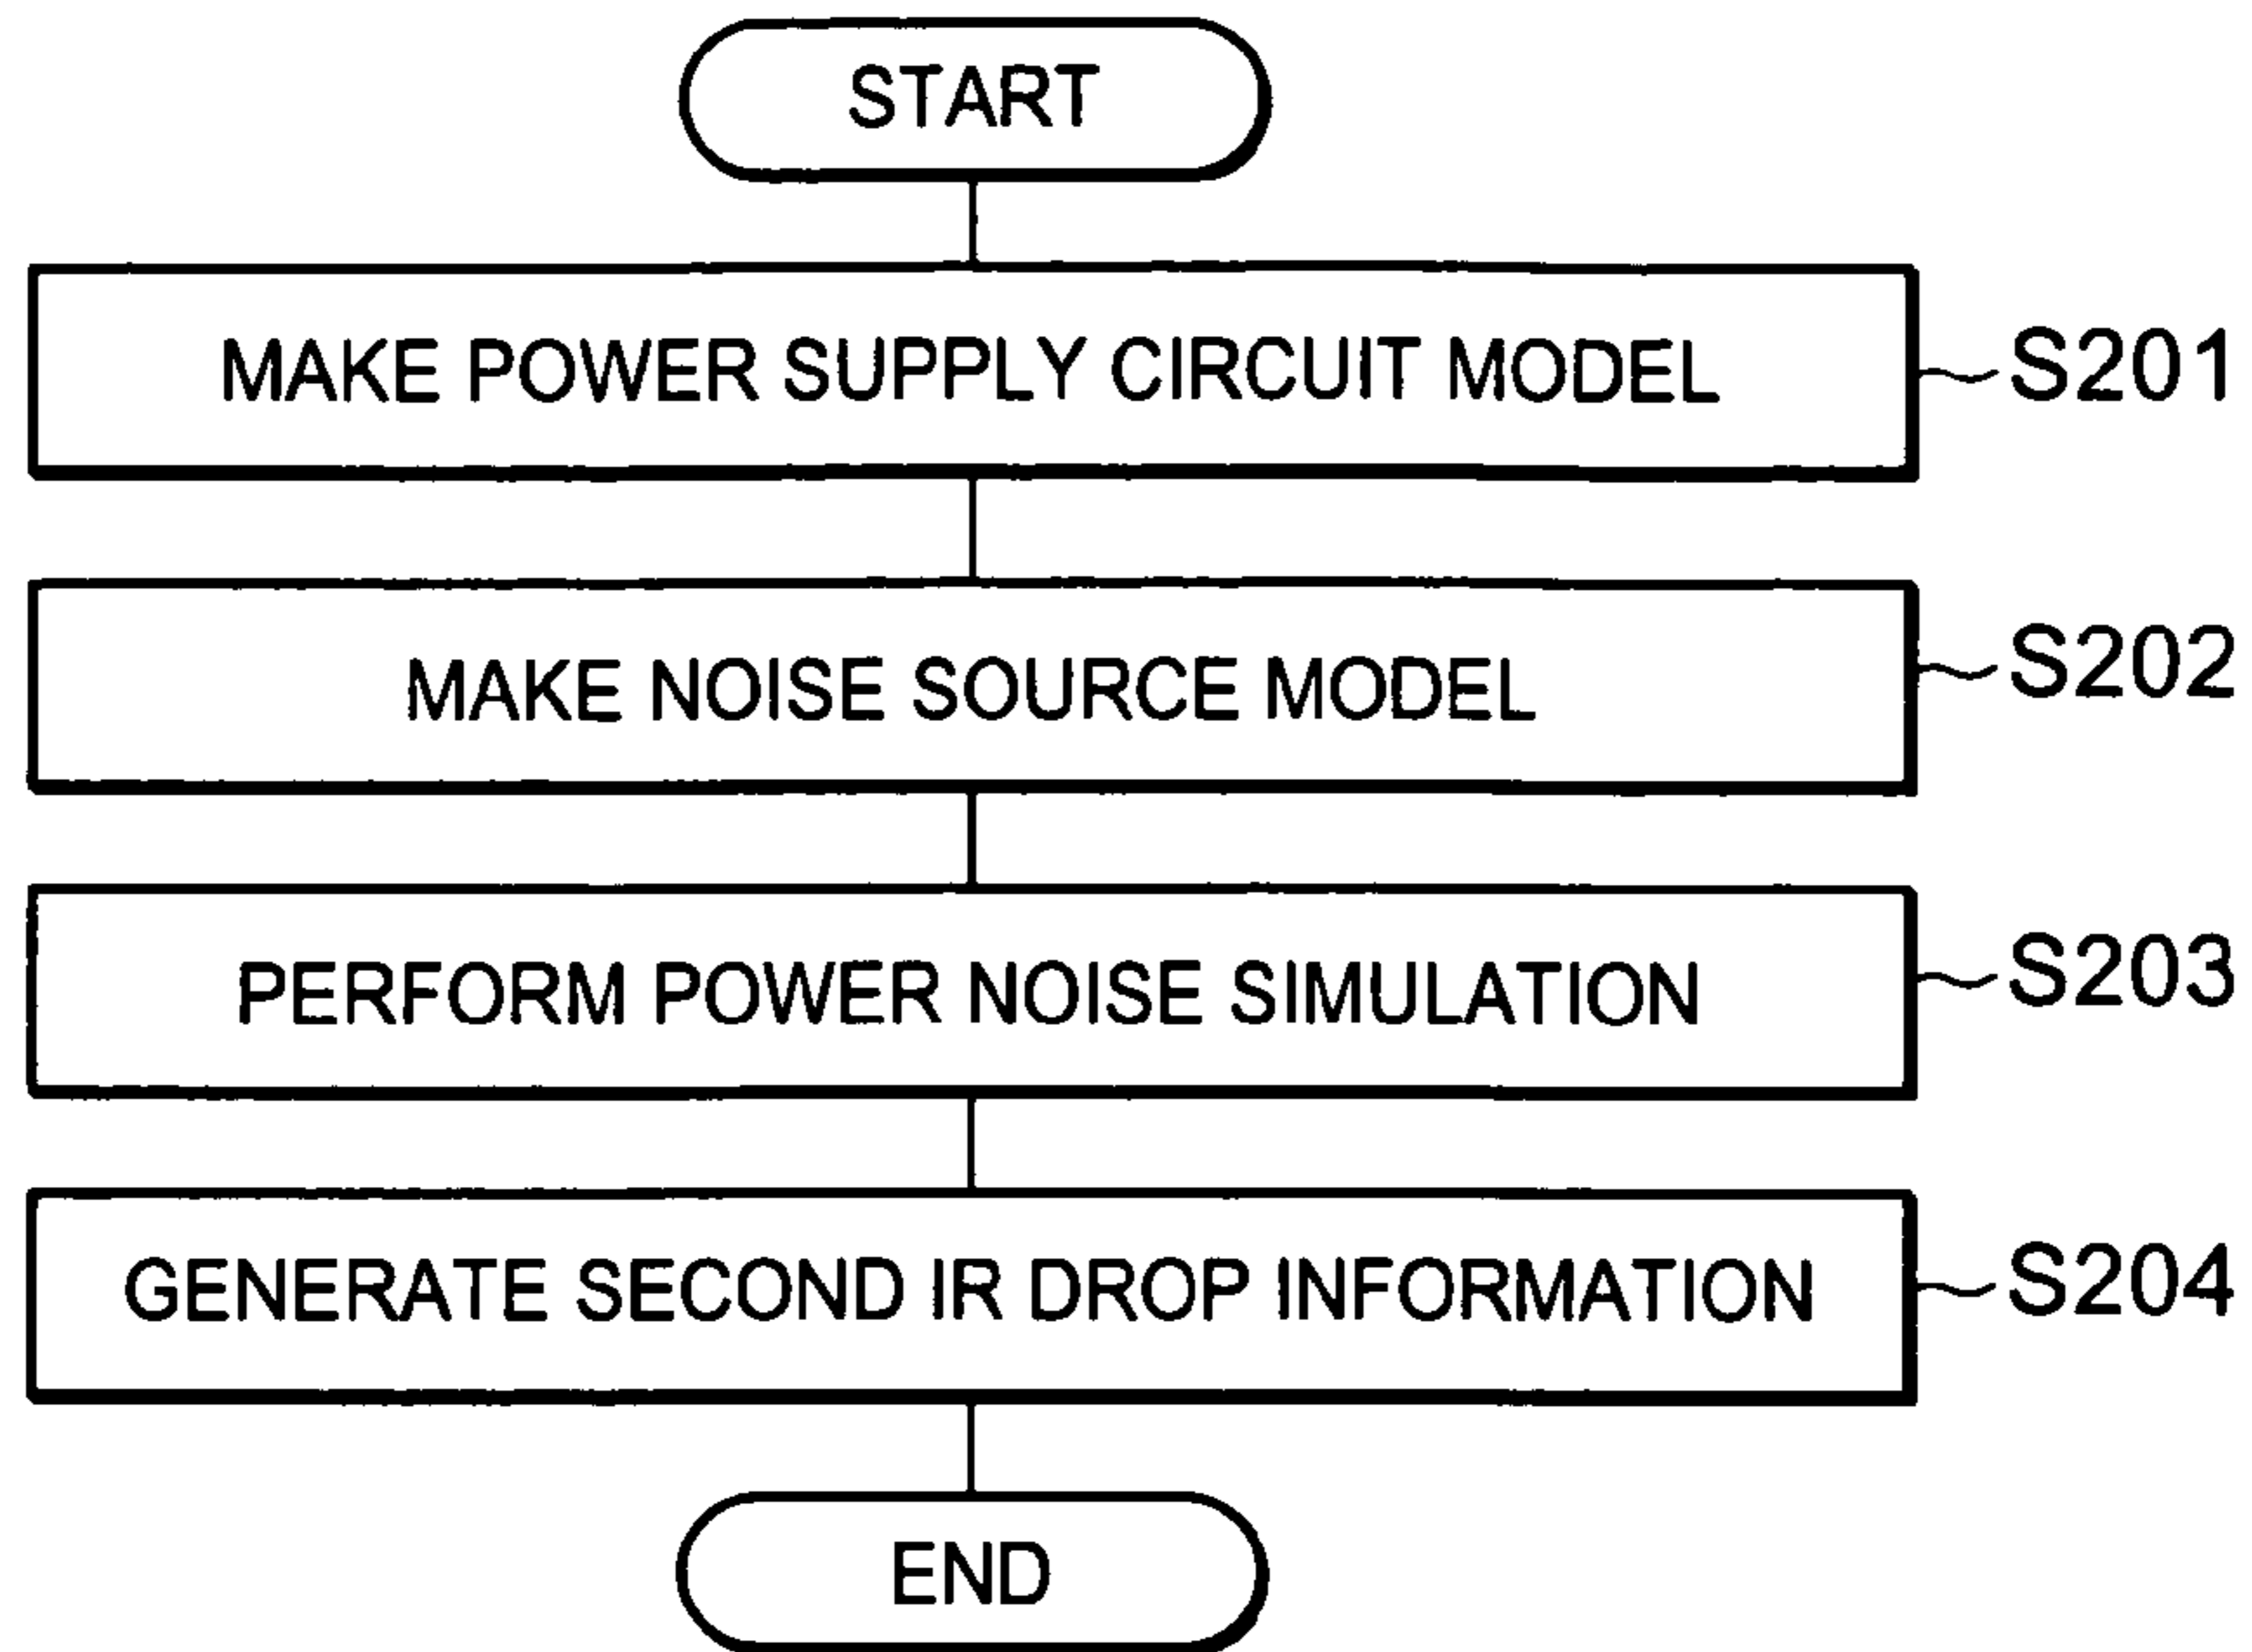 START
MAKE POWER SUPPLY CIRCUIT MODEL
S201
MAKE NOISE SOURCE MODEL
S202
PERFORM POWER NOISE SIMULATION
S203
GENERATE SECOND IR DROP INFORMATION
S204
END